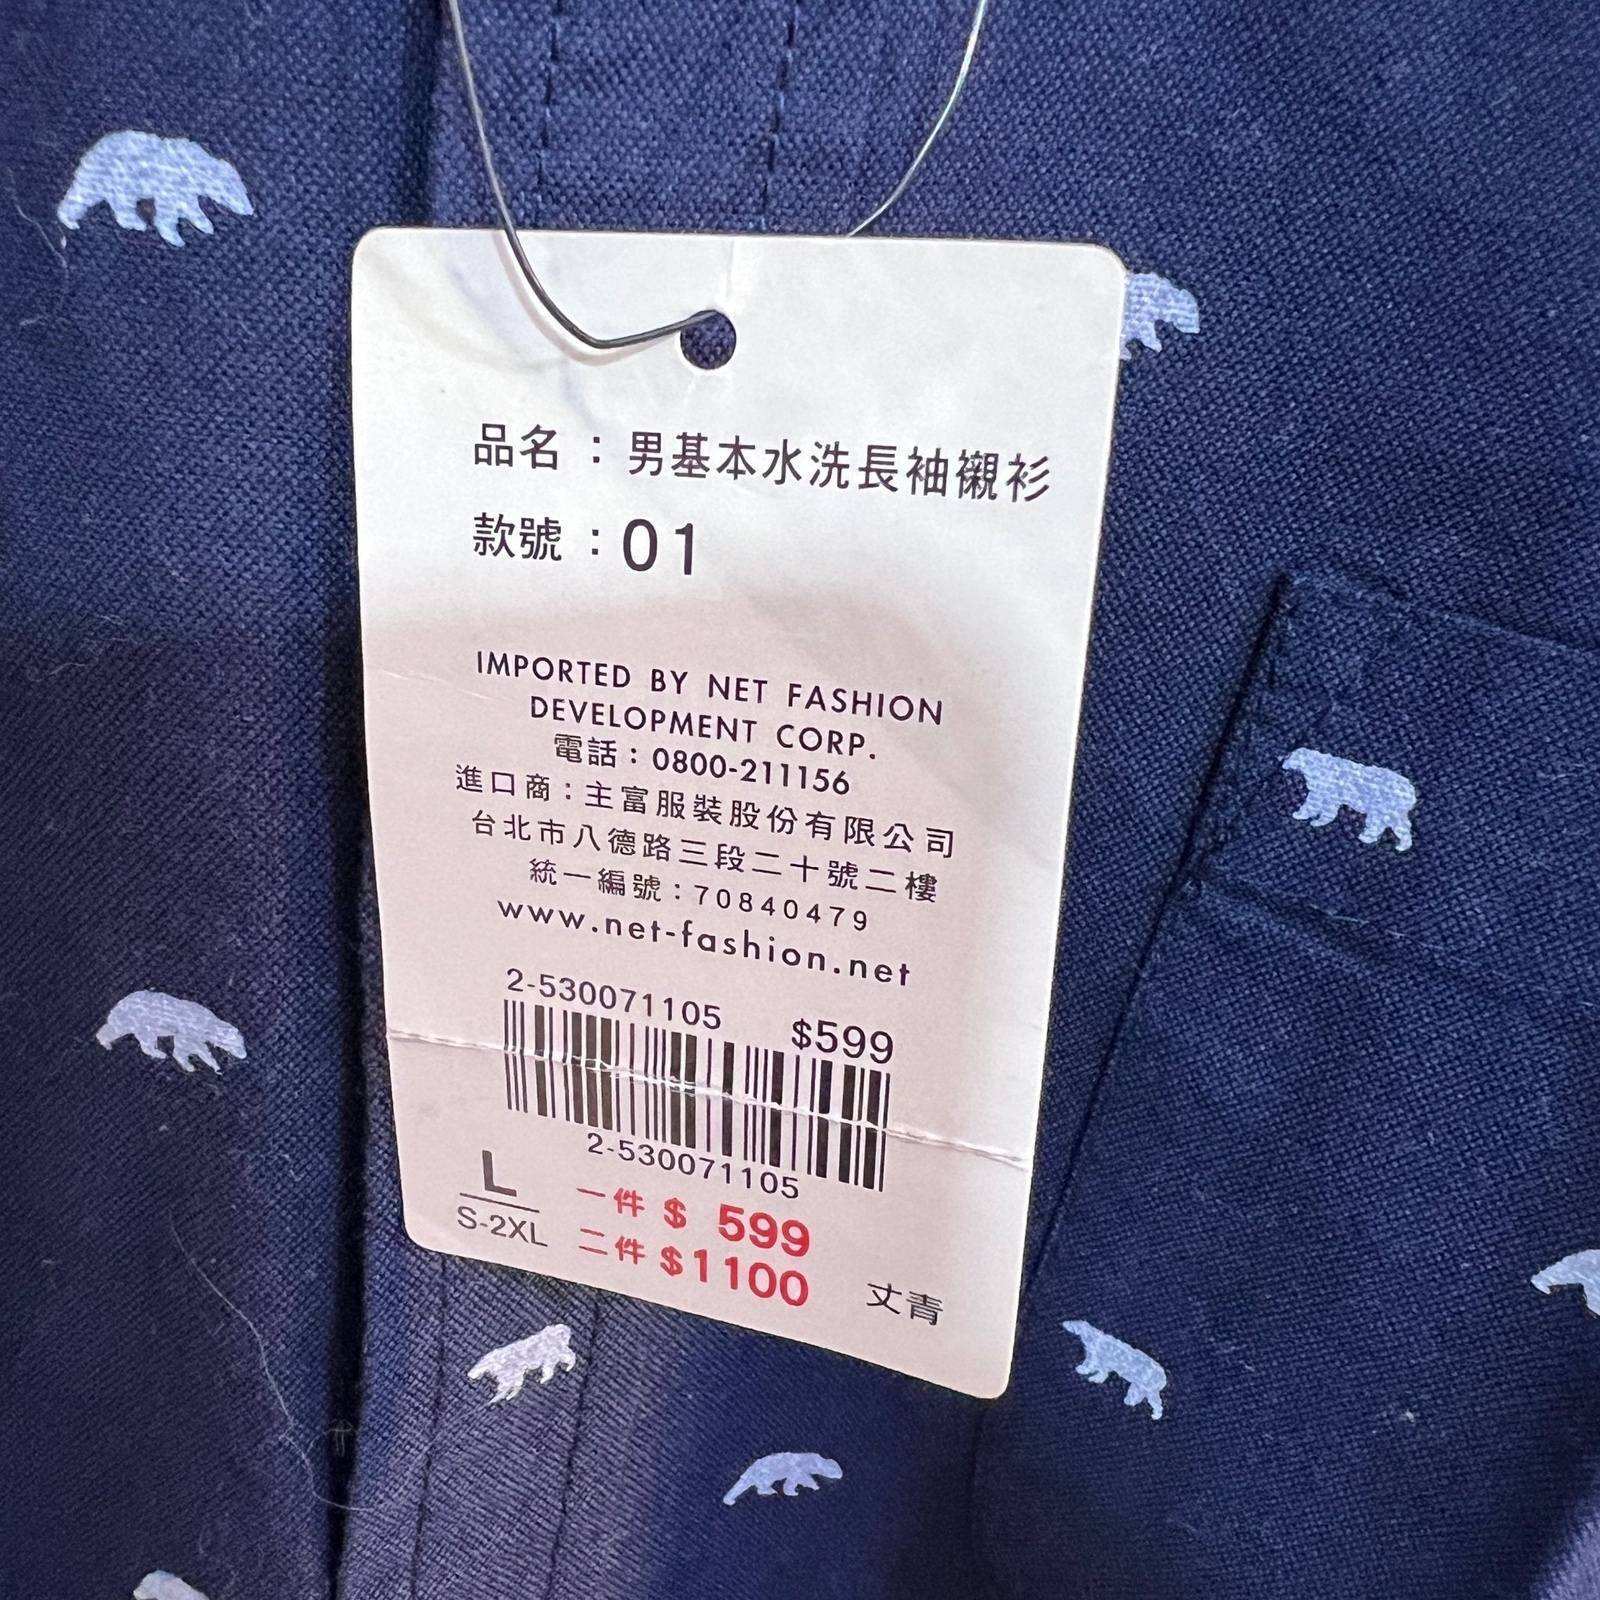 品名：男基本水洗長袖襯衫
款號：01
IMPORTED BY NET FASHION
DEVELOPMENT CORP.
電話：0800-211156
進口商：主富服裝股份有限公司
台北市八德路三段二十號二樓
統一編號：70840479
www.net-fashion.net
2-530071105 $599
2-530071105
L 一件 $ 599
S-2XL 二件 $1100 丈青